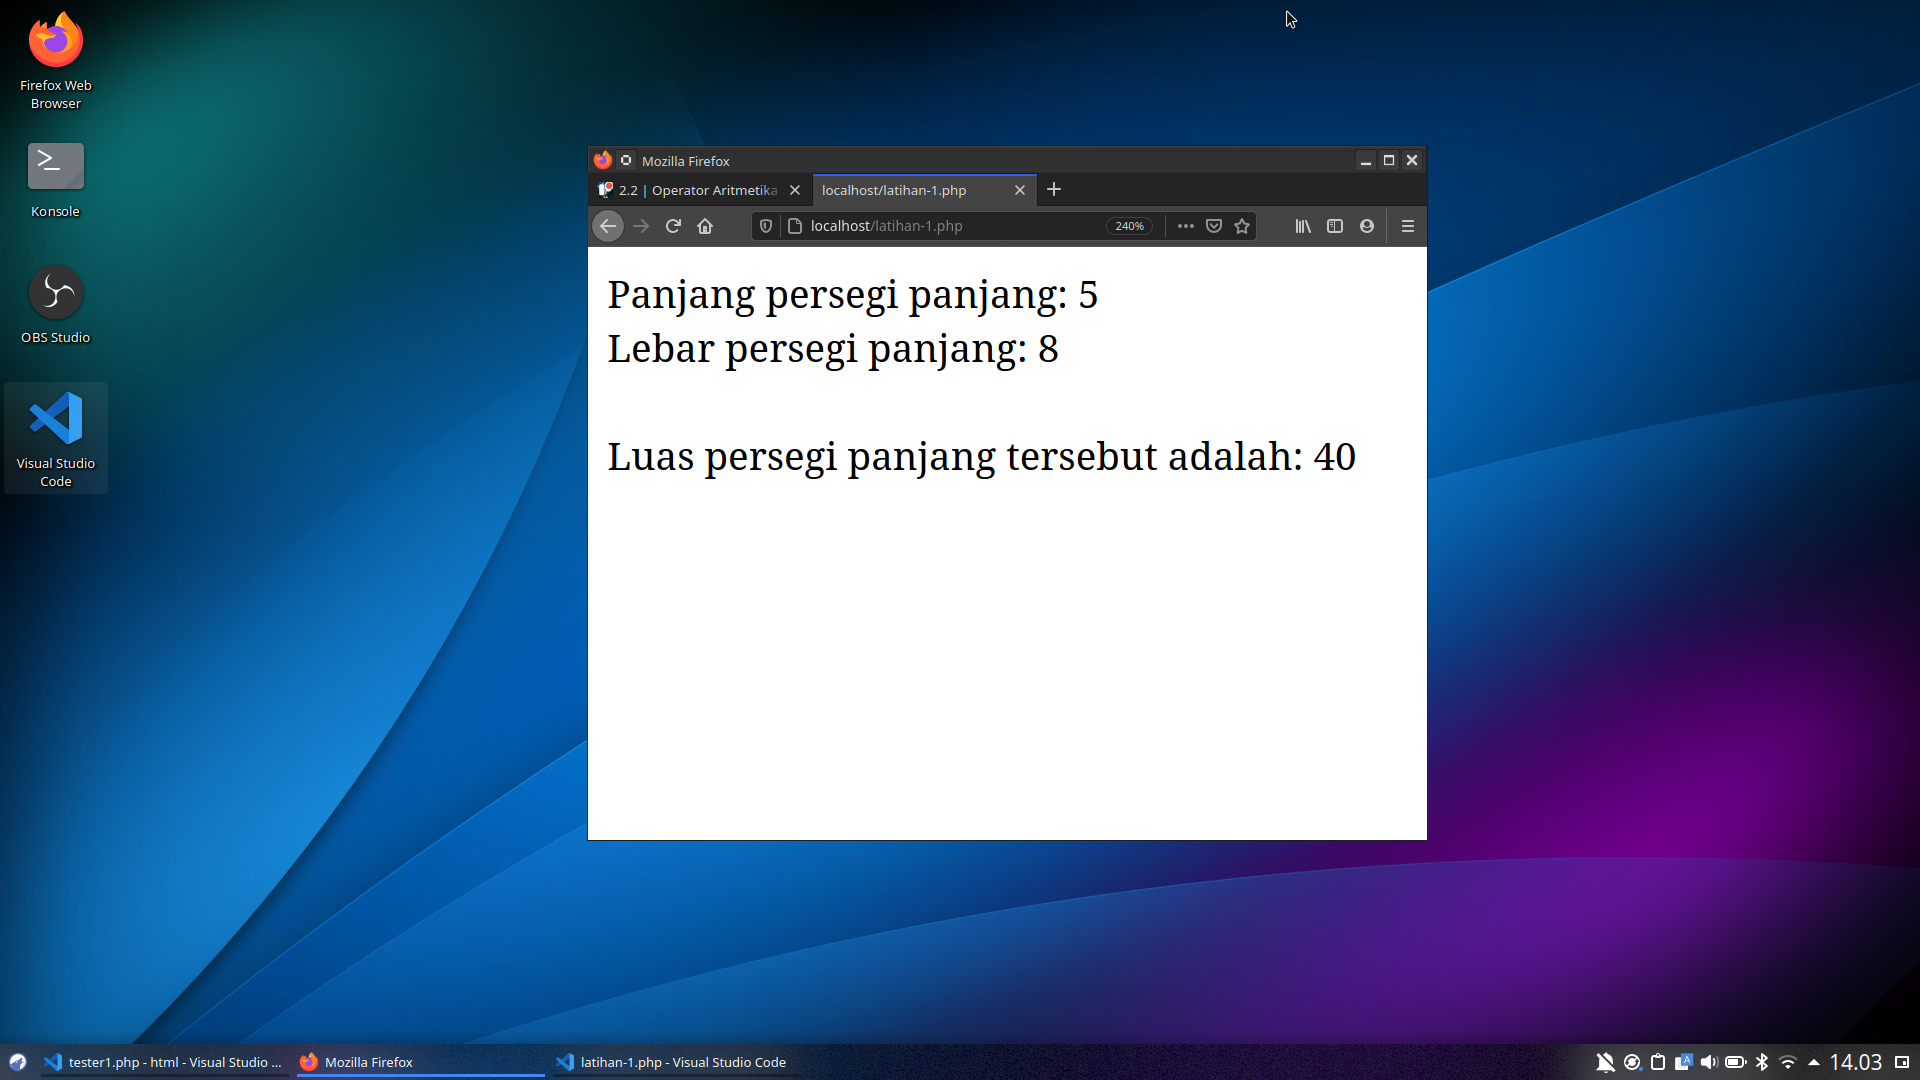 Firefox Web
Browser
Konsole
OBS Studio
Visual Studio
Code
Mozilla Firefox
2.2 | Operator Aritmetika
localhost/latihan-1.php
localhost/latihan-1.php
240%
Panjang persegi panjang: 5
Lebar persegi panjang: 8
Luas persegi panjang tersebut adalah: 40
tester1.php - html - Visual Studio ...
Mozilla Firefox
latihan-1.php - Visual Studio Code
14.03